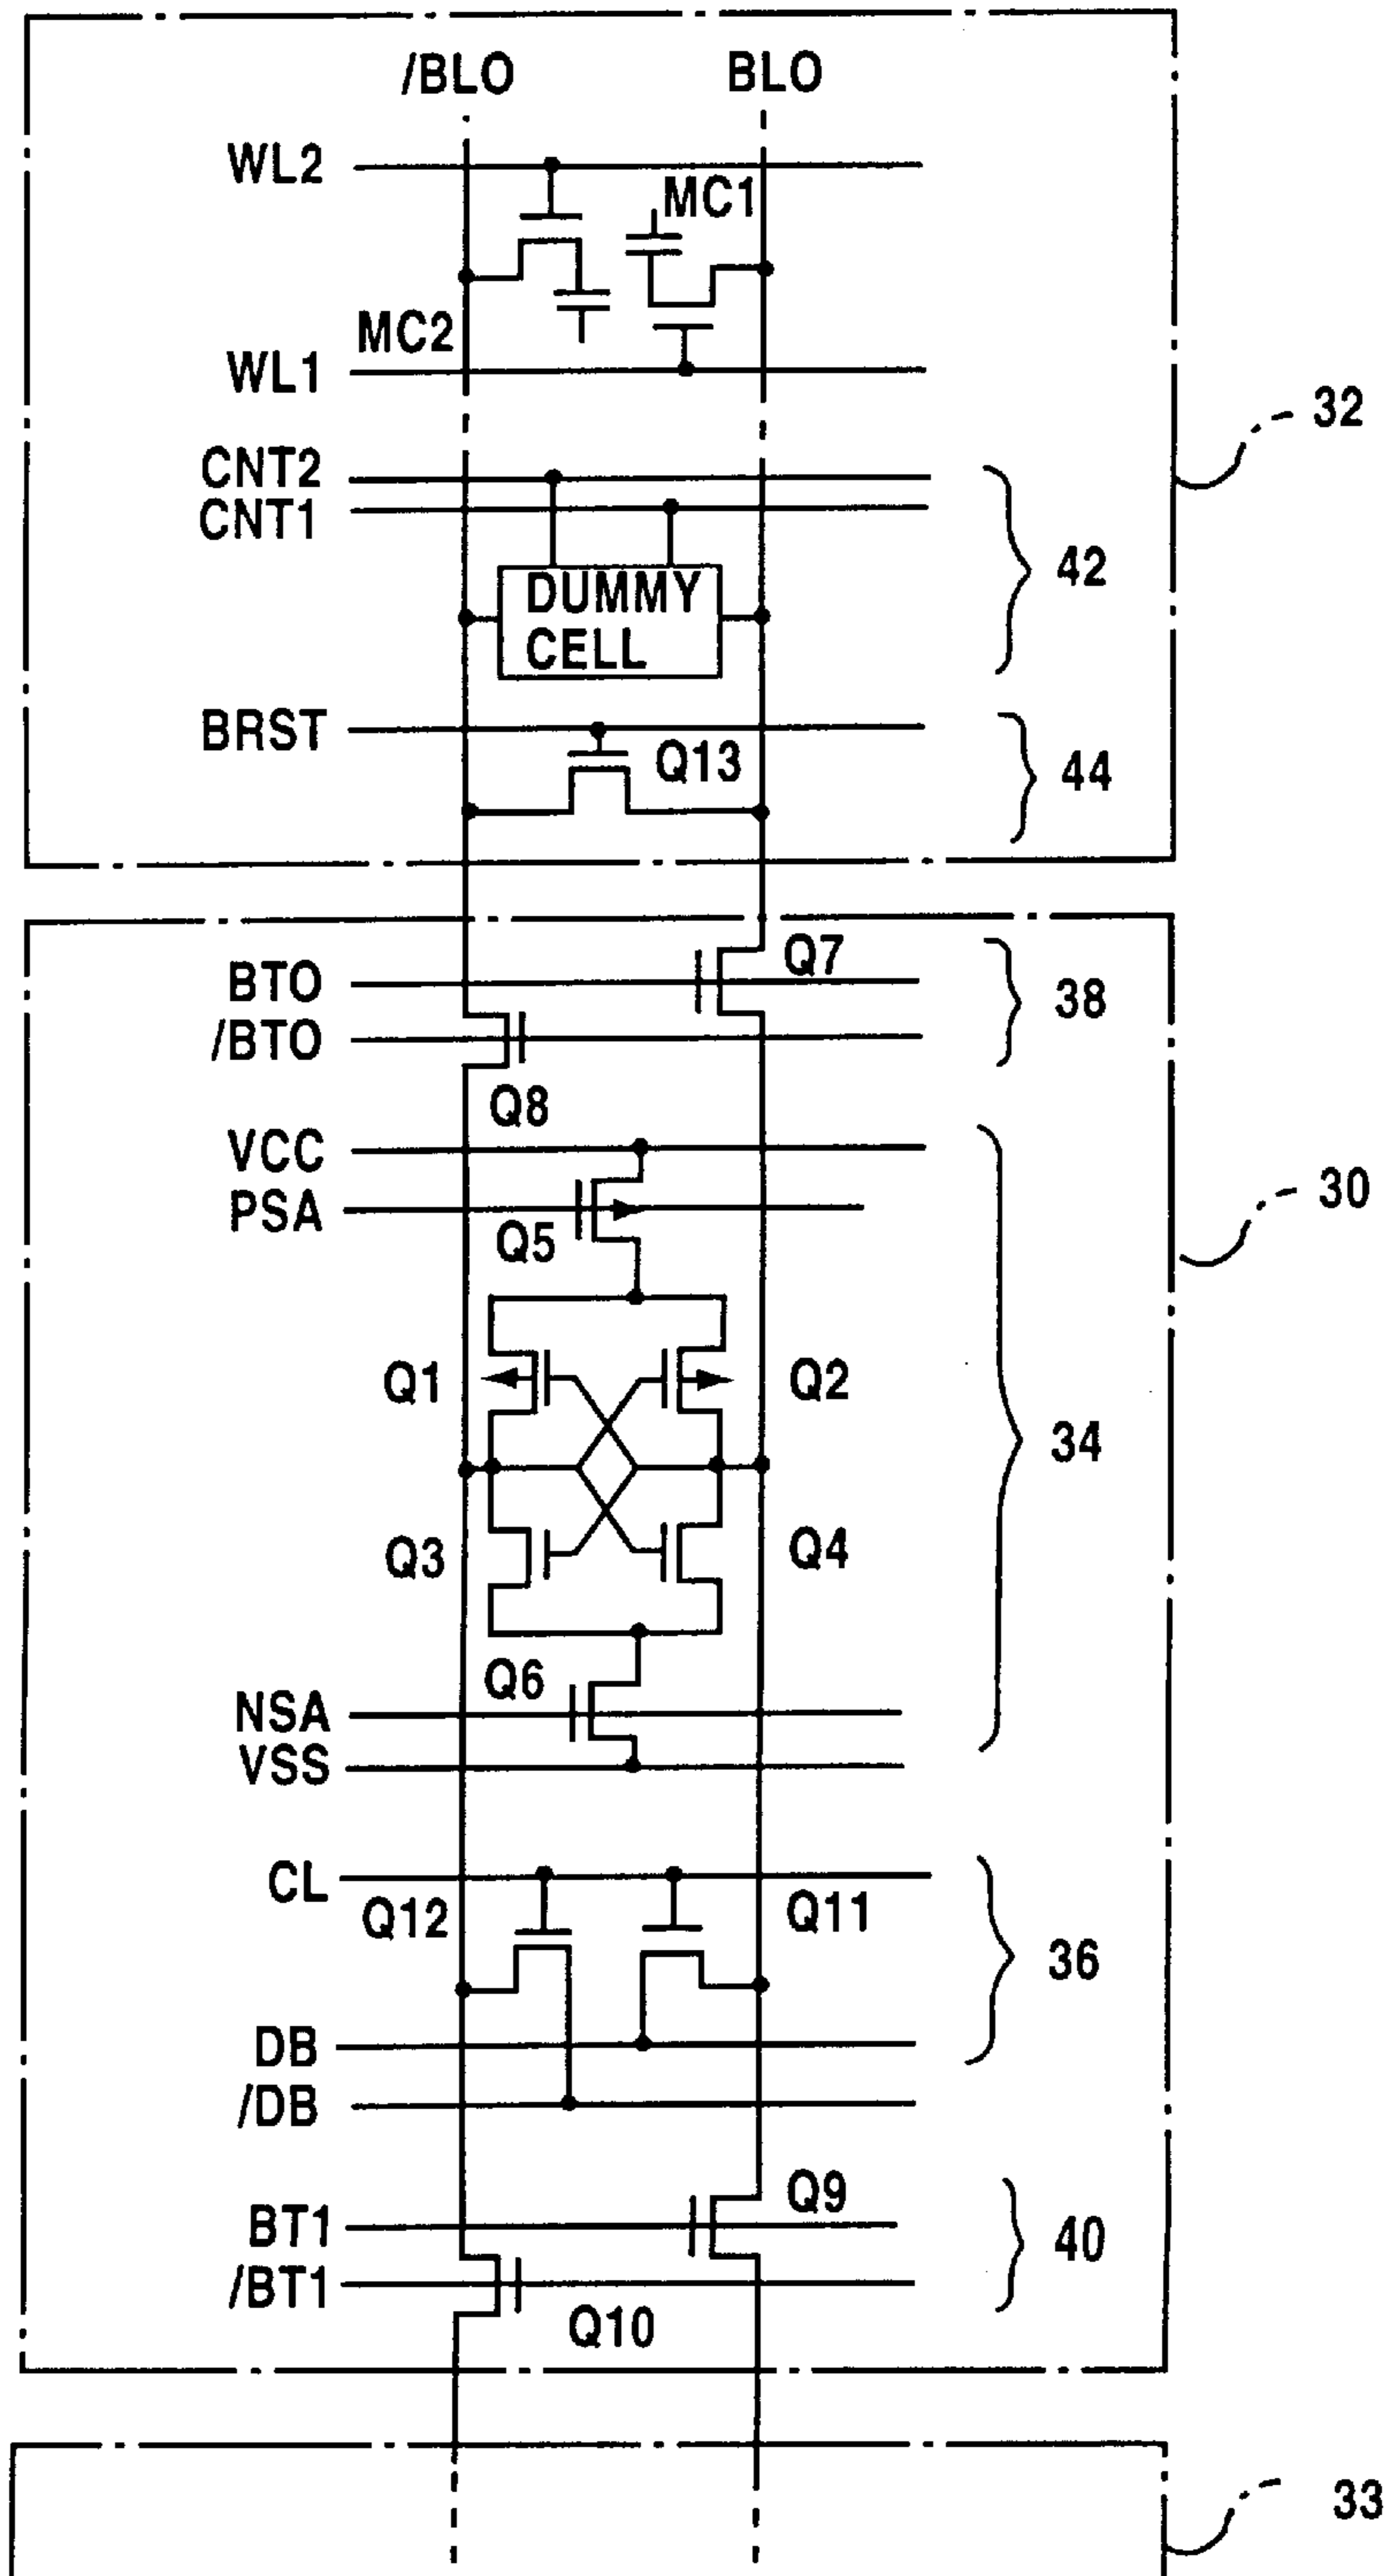 /BLO BLO
WL2
MC1
MC2
WL1
32
CNT2
CNT1
42
DUMMY
CELL
BRST
Q13
44
Q7
BTO
38
/BTO
Q8
VCC
PSA
30
Q5
Q1 Q2
34
Q3 Q4
Q6
NSA
VSS
CL
Q12 Q11
36
DB
/DB
Q9
BT1
40
/BT1
Q10
33